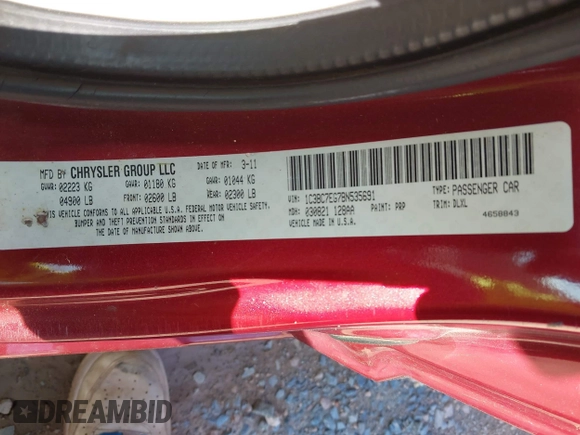 MFD BY CHRYSLER GROUP LLC DATE OF MFR: 3-11
GVWR: 02223 KG GAWR: 01180 KG GAWR: 01044 KG
04900 LB FRONT: 02600 LB REAR: 02300 LB
THIS VEHICLE CONFORMS TO ALL APPLICABLE U.S.A. FEDERAL MOTOR VEHICLE SAFETY,
BUMPER AND THEFT PREVENTION STANDARDS IN EFFECT ON
THE DATE OF MANUFACTURE SHOWN ABOVE.
VIN: 1C3BC7EG7BN535691 TYPE: PASSENGER CAR
MDH: 030821 128AA PAINT: PRP TRIM: DLXL
VEHICLE MADE IN U.S.A. 4658043
DREAMBID